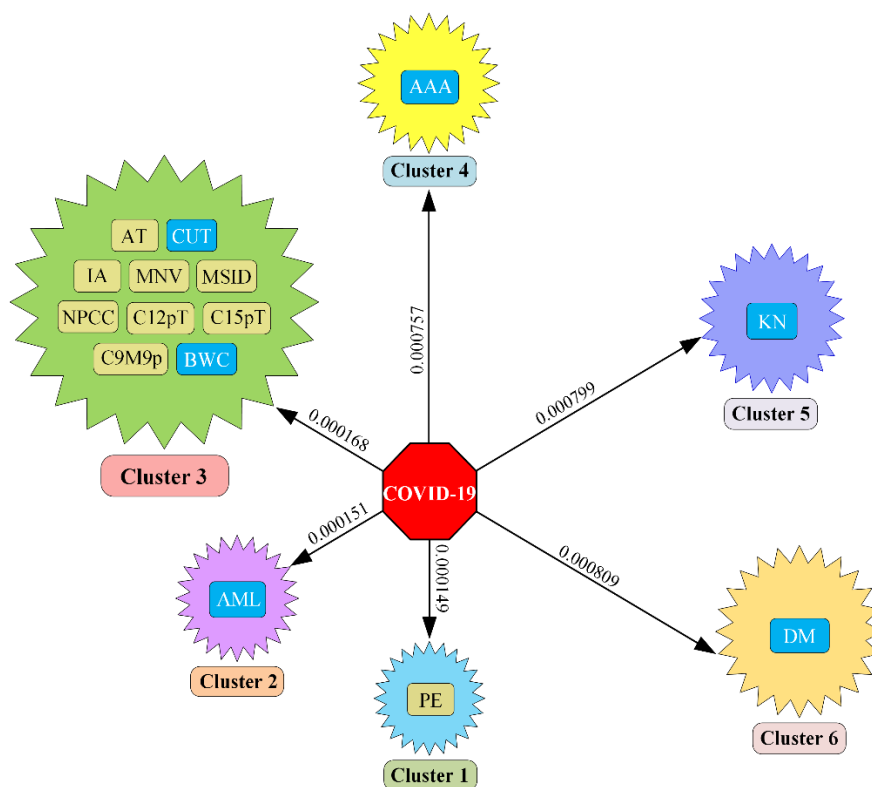 AAA
Cluster 4
AT CUT
IA MNV MSID
NPCC C12pT C15pT
C9M9p BWC
Cluster 3
0.000757
KN
Cluster 5
0.000799
0.000168
COVID-19
0.000151
0.000149
0.000809
AML
Cluster 2
PE
Cluster 1
DM
Cluster 6